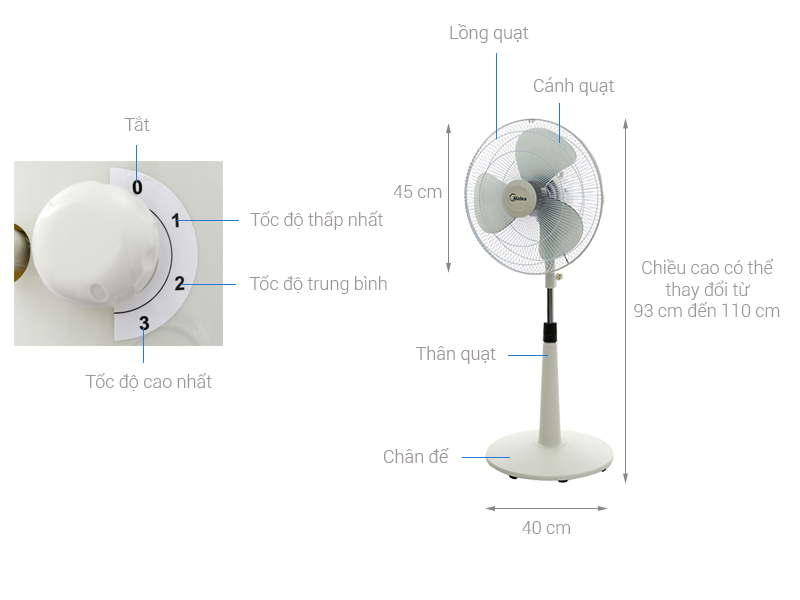 Lồng quạt
Cánh quạt
Tắt
0
1
Tốc độ thấp nhất
2
Tốc độ trung bình
3
Tốc độ cao nhất
45 cm
Midea
Chiều cao có thể
thay đổi từ
93 cm đến 110 cm
Thân quạt
Chân đế
40 cm